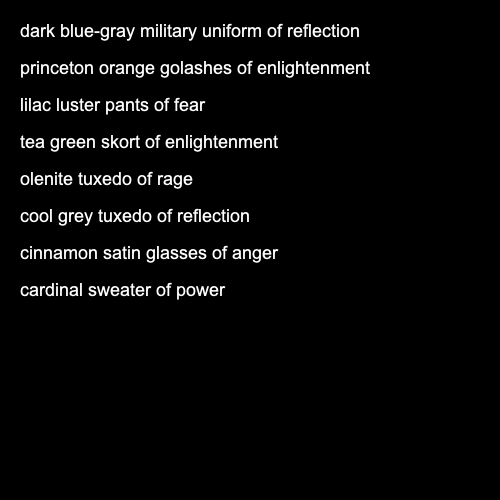 dark blue-gray military uniform of reflection
princeton orange golashes of enlightenment
lilac luster pants of fear
tea green skort of enlightenment
olenite tuxedo of rage
cool grey tuxedo of reflection
cinnamon satin glasses of anger
cardinal sweater of power